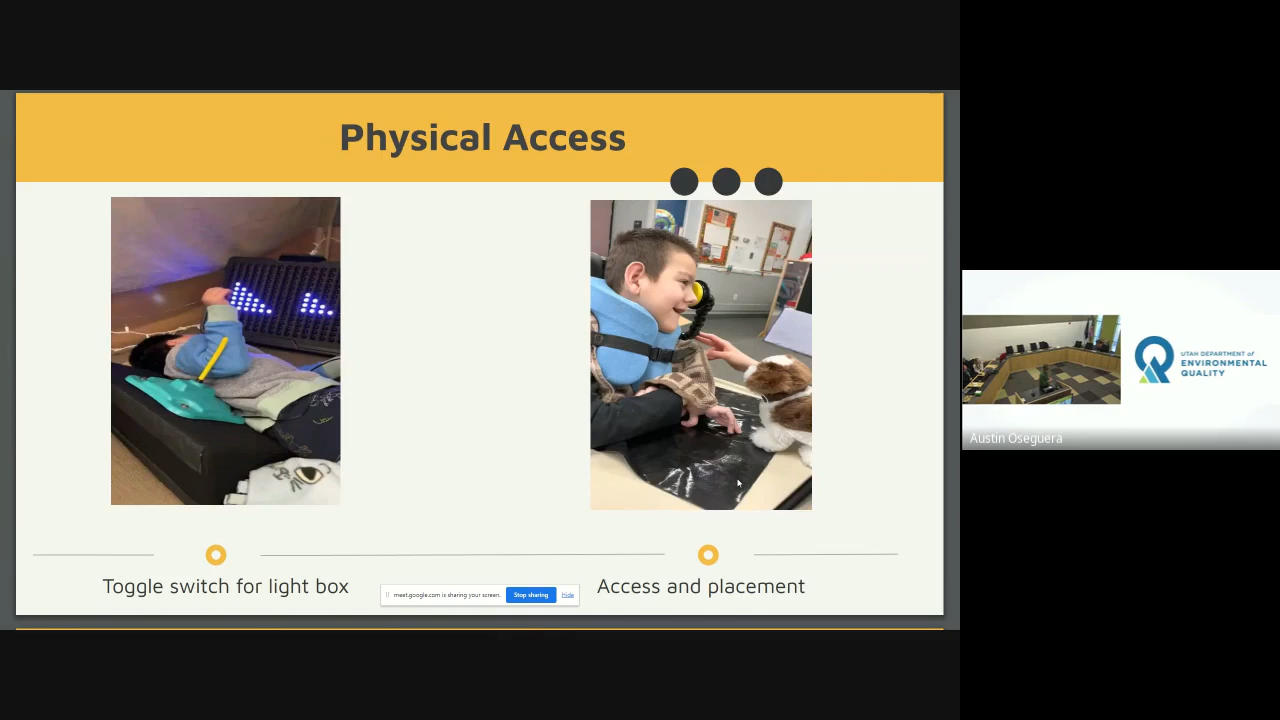 Physical Access
Toggle switch for light box
Access and placement
meet.google.com is sharing your screen.
Stop sharing
Hide
UTAH DEPARTMENT of
ENVIRONMENTAL
QUALITY
Austin Oseguera